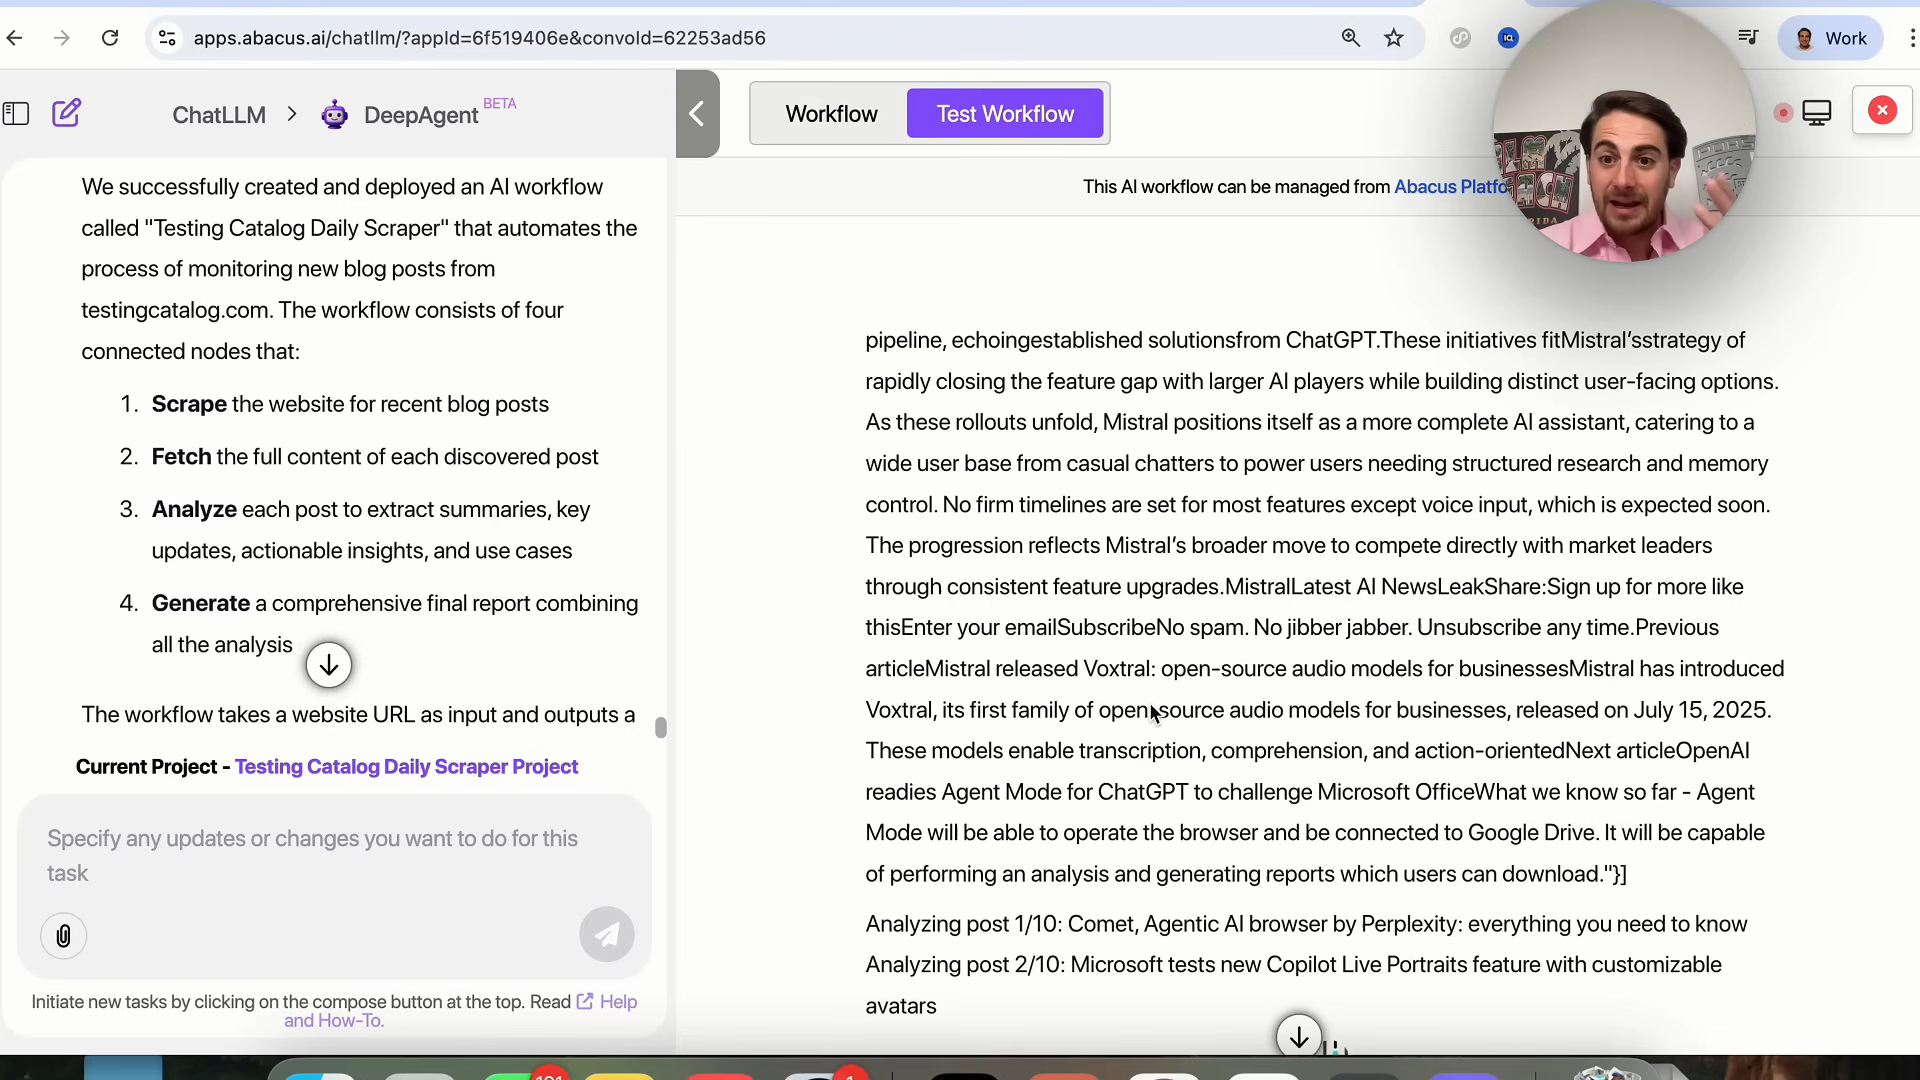 apps.abacus.ai/chatllm/?appId=6f519406e&convoId=62253ad56
Work
ChatLLM > DeepAgent BETA
We successfully created and deployed an AI workflow
called "Testing Catalog Daily Scraper" that automates the
process of monitoring new blog posts from
testingcatalog.com. The workflow consists of four
connected nodes that:
1. Scrape the website for recent blog posts
2. Fetch the full content of each discovered post
3. Analyze each post to extract summaries, key
updates, actionable insights, and use cases
4. Generate a comprehensive final report combining
all the analysis
The workflow takes a website URL as input and outputs a
Current Project - Testing Catalog Daily Scraper Project
Specify any updates or changes you want to do for this
task
Initiate new tasks by clicking on the compose button at the top. Read Help
and How-To.
Workflow
Test Workflow
This AI workflow can be managed from Abacus Platfo
pipeline, echoingestablished solutionsfrom ChatGPT.These initiatives fitMistral'sstrategy of
rapidly closing the feature gap with larger AI players while building distinct user-facing options.
As these rollouts unfold, Mistral positions itself as a more complete AI assistant, catering to a
wide user base from casual chatters to power users needing structured research and memory
control. No firm timelines are set for most features except voice input, which is expected soon.
The progression reflects Mistral's broader move to compete directly with market leaders
through consistent feature upgrades.MistralLatest AI NewsLeakShare:Sign up for more like
thisEnter your emailSubscribeNo spam. No jibber jabber. Unsubscribe any time.Previous
articleMistral released Voxtral: open-source audio models for businessesMistral has introduced
Voxtral, its first family of open-source audio models for businesses, released on July 15, 2025.
These models enable transcription, comprehension, and action-orientedNext articleOpenAI
readies Agent Mode for ChatGPT to challenge Microsoft OfficeWhat we know so far - Agent
Mode will be able to operate the browser and be connected to Google Drive. It will be capable
of performing an analysis and generating reports which users can download."}]
Analyzing post 1/10: Comet, Agentic AI browser by Perplexity: everything you need to know
Analyzing post 2/10: Microsoft tests new Copilot Live Portraits feature with customizable
avatars